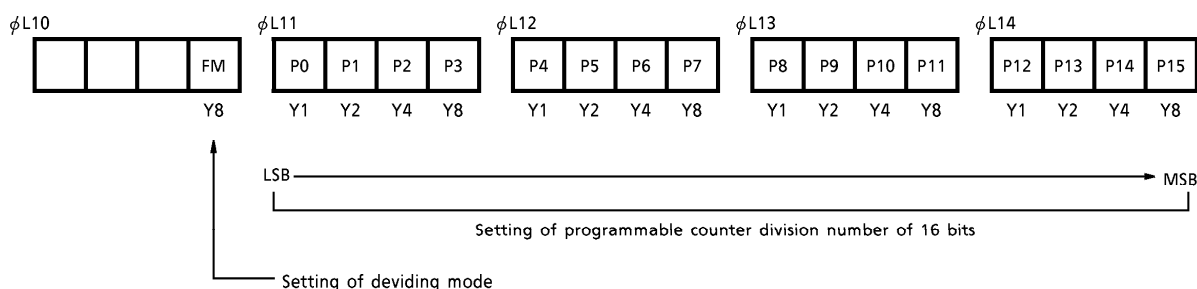 ϕL10 ϕL11 ϕL12 ϕL13 ϕL14
FM P0 P1 P2 P3 P4 P5 P6 P7 P8 P9 P10 P11 P12 P13 P14 P15
Y8 Y1 Y2 Y4 Y8 Y1 Y2 Y4 Y8 Y1 Y2 Y4 Y8 Y1 Y2 Y4 Y8
LSB MSB
Setting of programmable counter division number of 16 bits
Setting of deviding mode